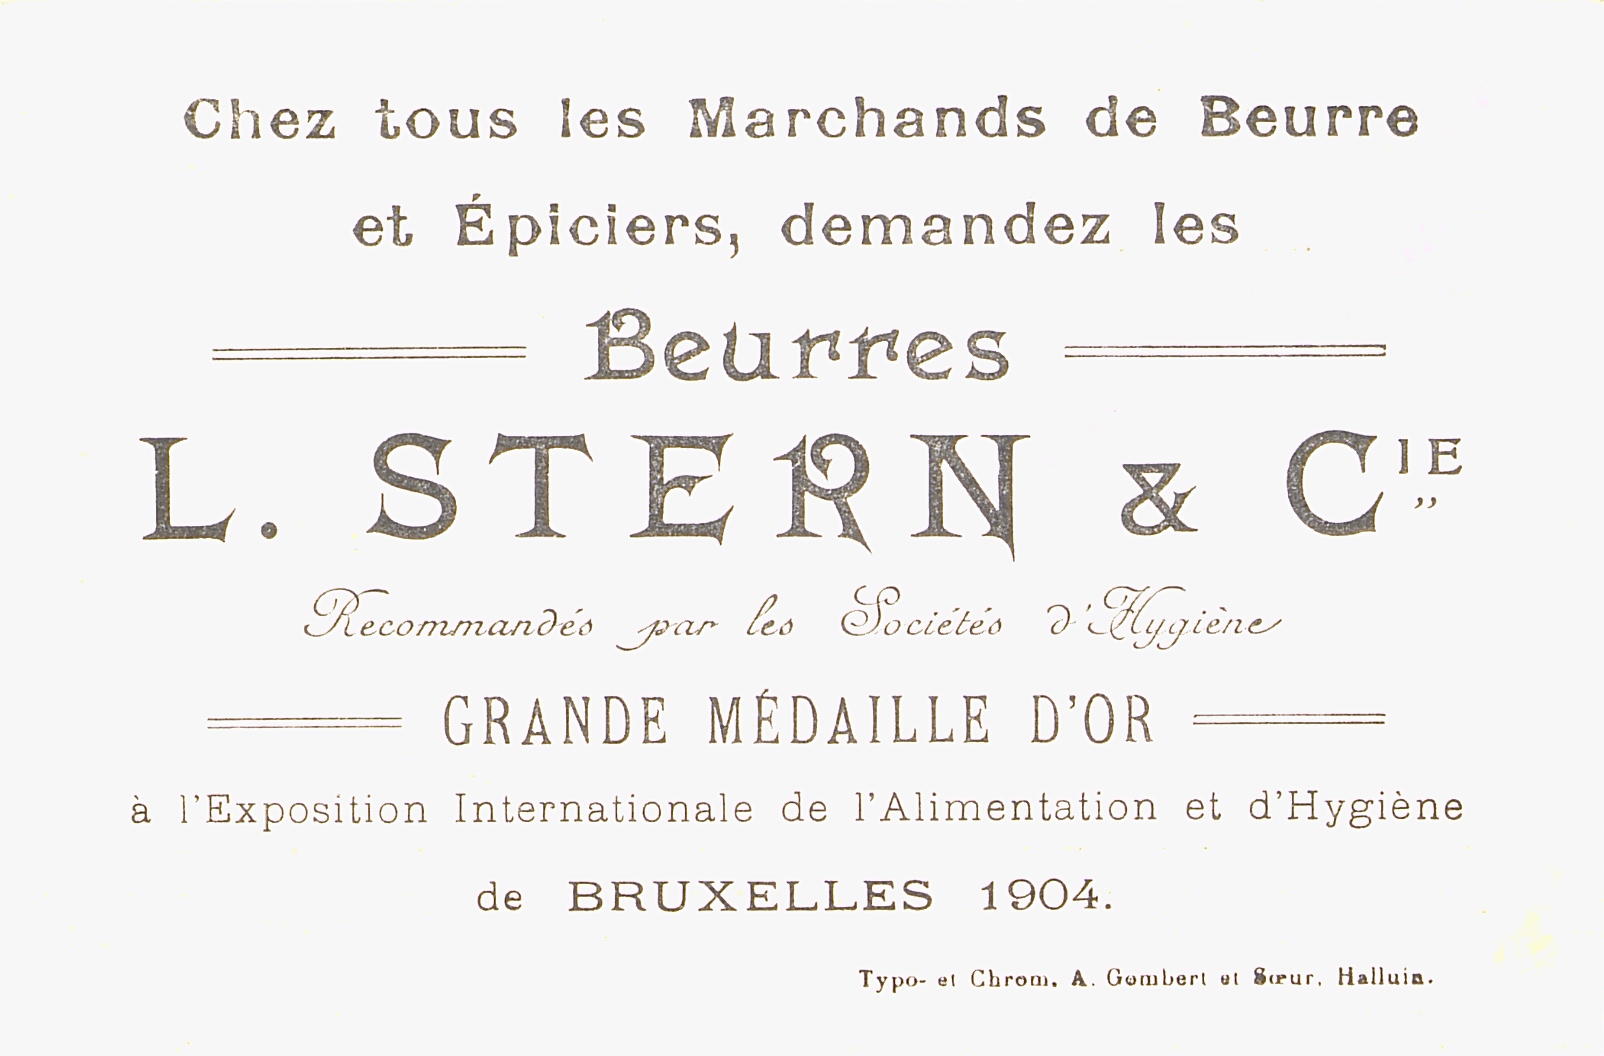 Chez tous les Marchands de Beurre
et Épiciers, demandez les
Beurres
L. STERN & CIE
Recommandés par les Sociétés d'Hygiène
GRANDE MÉDAILLE D'OR
à l'Exposition Internationale de l'Alimentation et d'Hygiène
de BRUXELLES 1904.
Typo- et Chrom. A. Gombert et Sœur, Halluin.